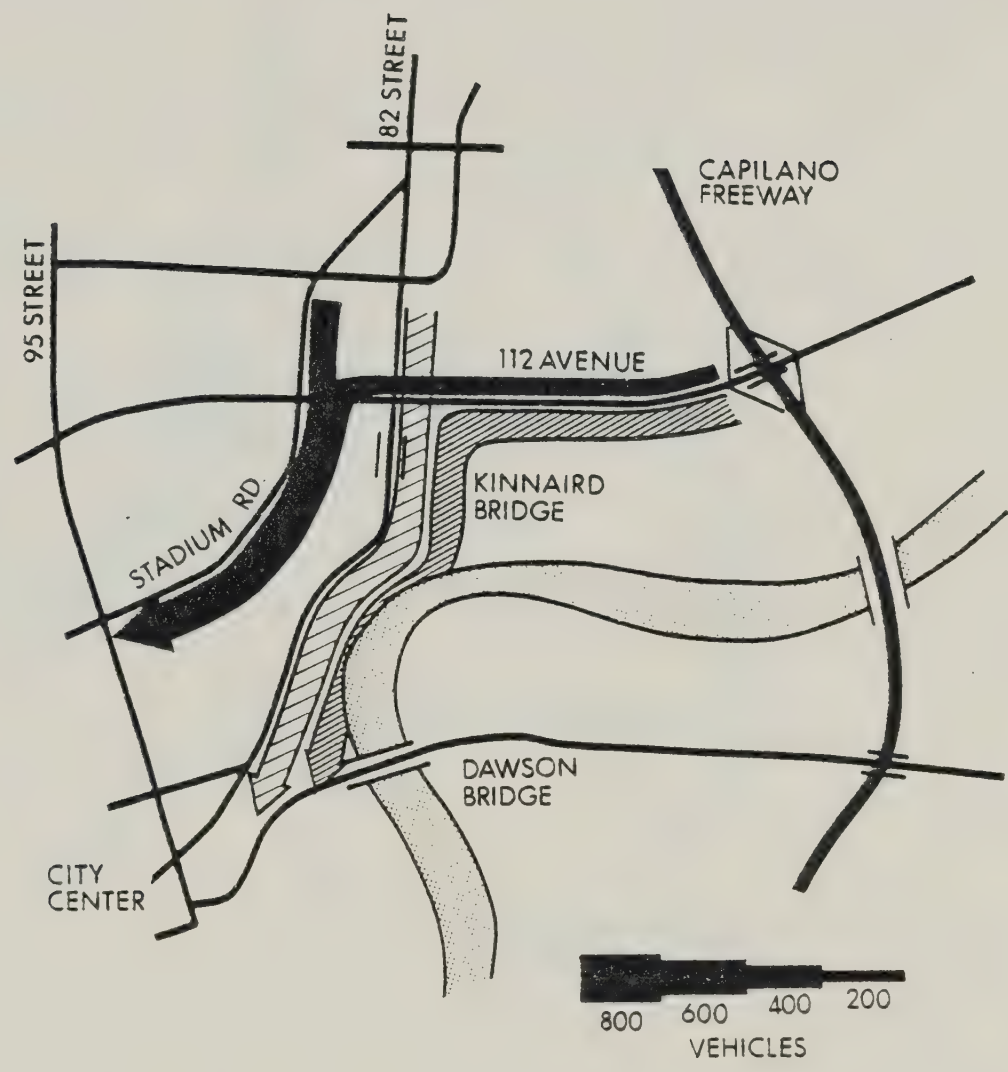 82 STREET
CAPILANO
FREEWAY
95 STREET
112 AVENUE
KINNAIRD
BRIDGE
STADIUM RD
DAWSON
BRIDGE
CITY
CENTER
800 600 400 200
VEHICLES